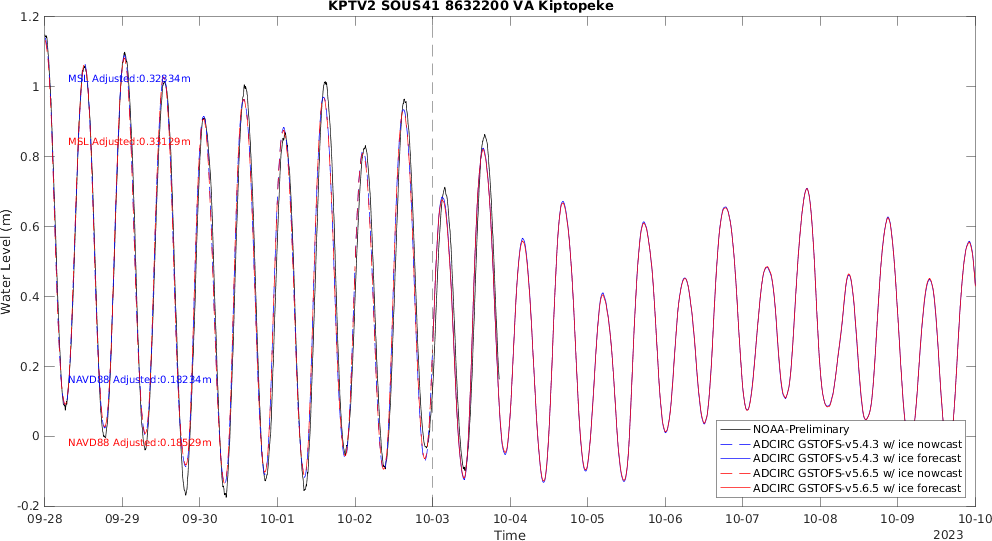 KPTV2 SOUS41 8632200 VA Kiptopeke
1.2
1
0.8
0.6
0.4
0.2
0
-0.2
Water Level (m)
MSL Adjusted:0.32834m
MSL Adjusted:0.33129m
NAVD88 Adjusted:0.18234m
NAVD88 Adjusted:0.18529m
NOAA-Preliminary
ADCIRC GSTOFS-v5.4.3 w/ ice nowcast
ADCIRC GSTOFS-v5.4.3 w/ ice forecast
ADCIRC GSTOFS-v5.6.5 w/ ice nowcast
ADCIRC GSTOFS-v5.6.5 w/ ice forecast
09-28 09-29 09-30 10-01 10-02 10-03 10-04 10-05 10-06 10-07 10-08 10-09 10-10
Time
2023